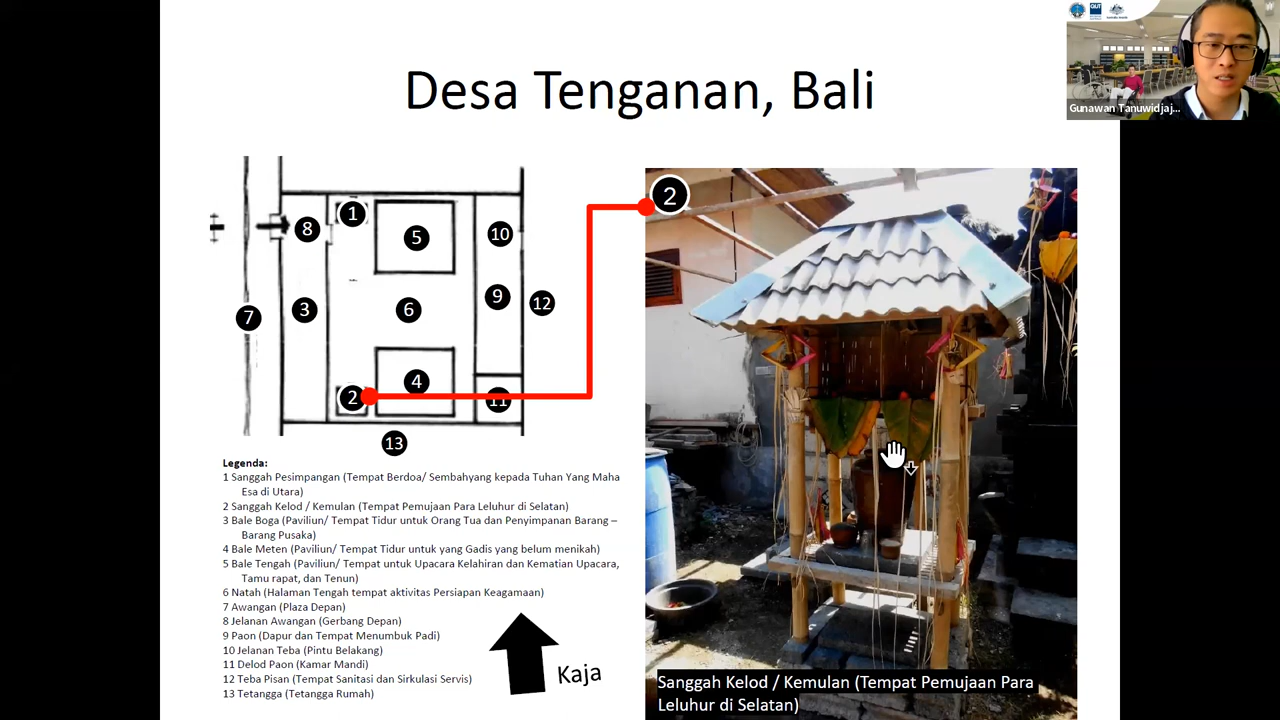 QUT
Gunawan Tanuwidjaj...
Desa Tenganan, Bali
2
1
8
5
10
3
6
9
12
7
4
2
11
13
Legenda:
1 Sanggah Pesimpangan (Tempat Berdoa/ Sembahyang kepada Tuhan Yang Maha
Esa di Utara)
2 Sanggah Kelod / Kemulan (Tempat Pemujaan Para Leluhur di Selatan)
3 Bale Boga (Paviliun/ Tempat Tidur untuk Orang Tua dan Penyimpanan Barang –
Barang Pusaka)
4 Bale Meten (Paviliun/ Tempat Tidur untuk yang Gadis yang belum menikah)
5 Bale Tengah (Paviliun/ Tempat untuk Upacara Kelahiran dan Kematian Upacara,
Tamu rapat, dan Tenun)
6 Natah (Halaman Tengah tempat aktivitas Persiapan Keagamaan)
7 Awangan (Plaza Depan)
8 Jelanan Awangan (Gerbang Depan)
9 Paon (Dapur dan Tempat Menumbuk Padi)
10 Jelanan Teba (Pintu Belakang)
11 Delod Paon (Kamar Mandi)
12 Teba Pisan (Tempat Sanitasi dan Sirkulasi Servis)
13 Tetangga (Tetangga Rumah)
Kaja
Sanggah Kelod / Kemulan (Tempat Pemujaan Para
Leluhur di Selatan)